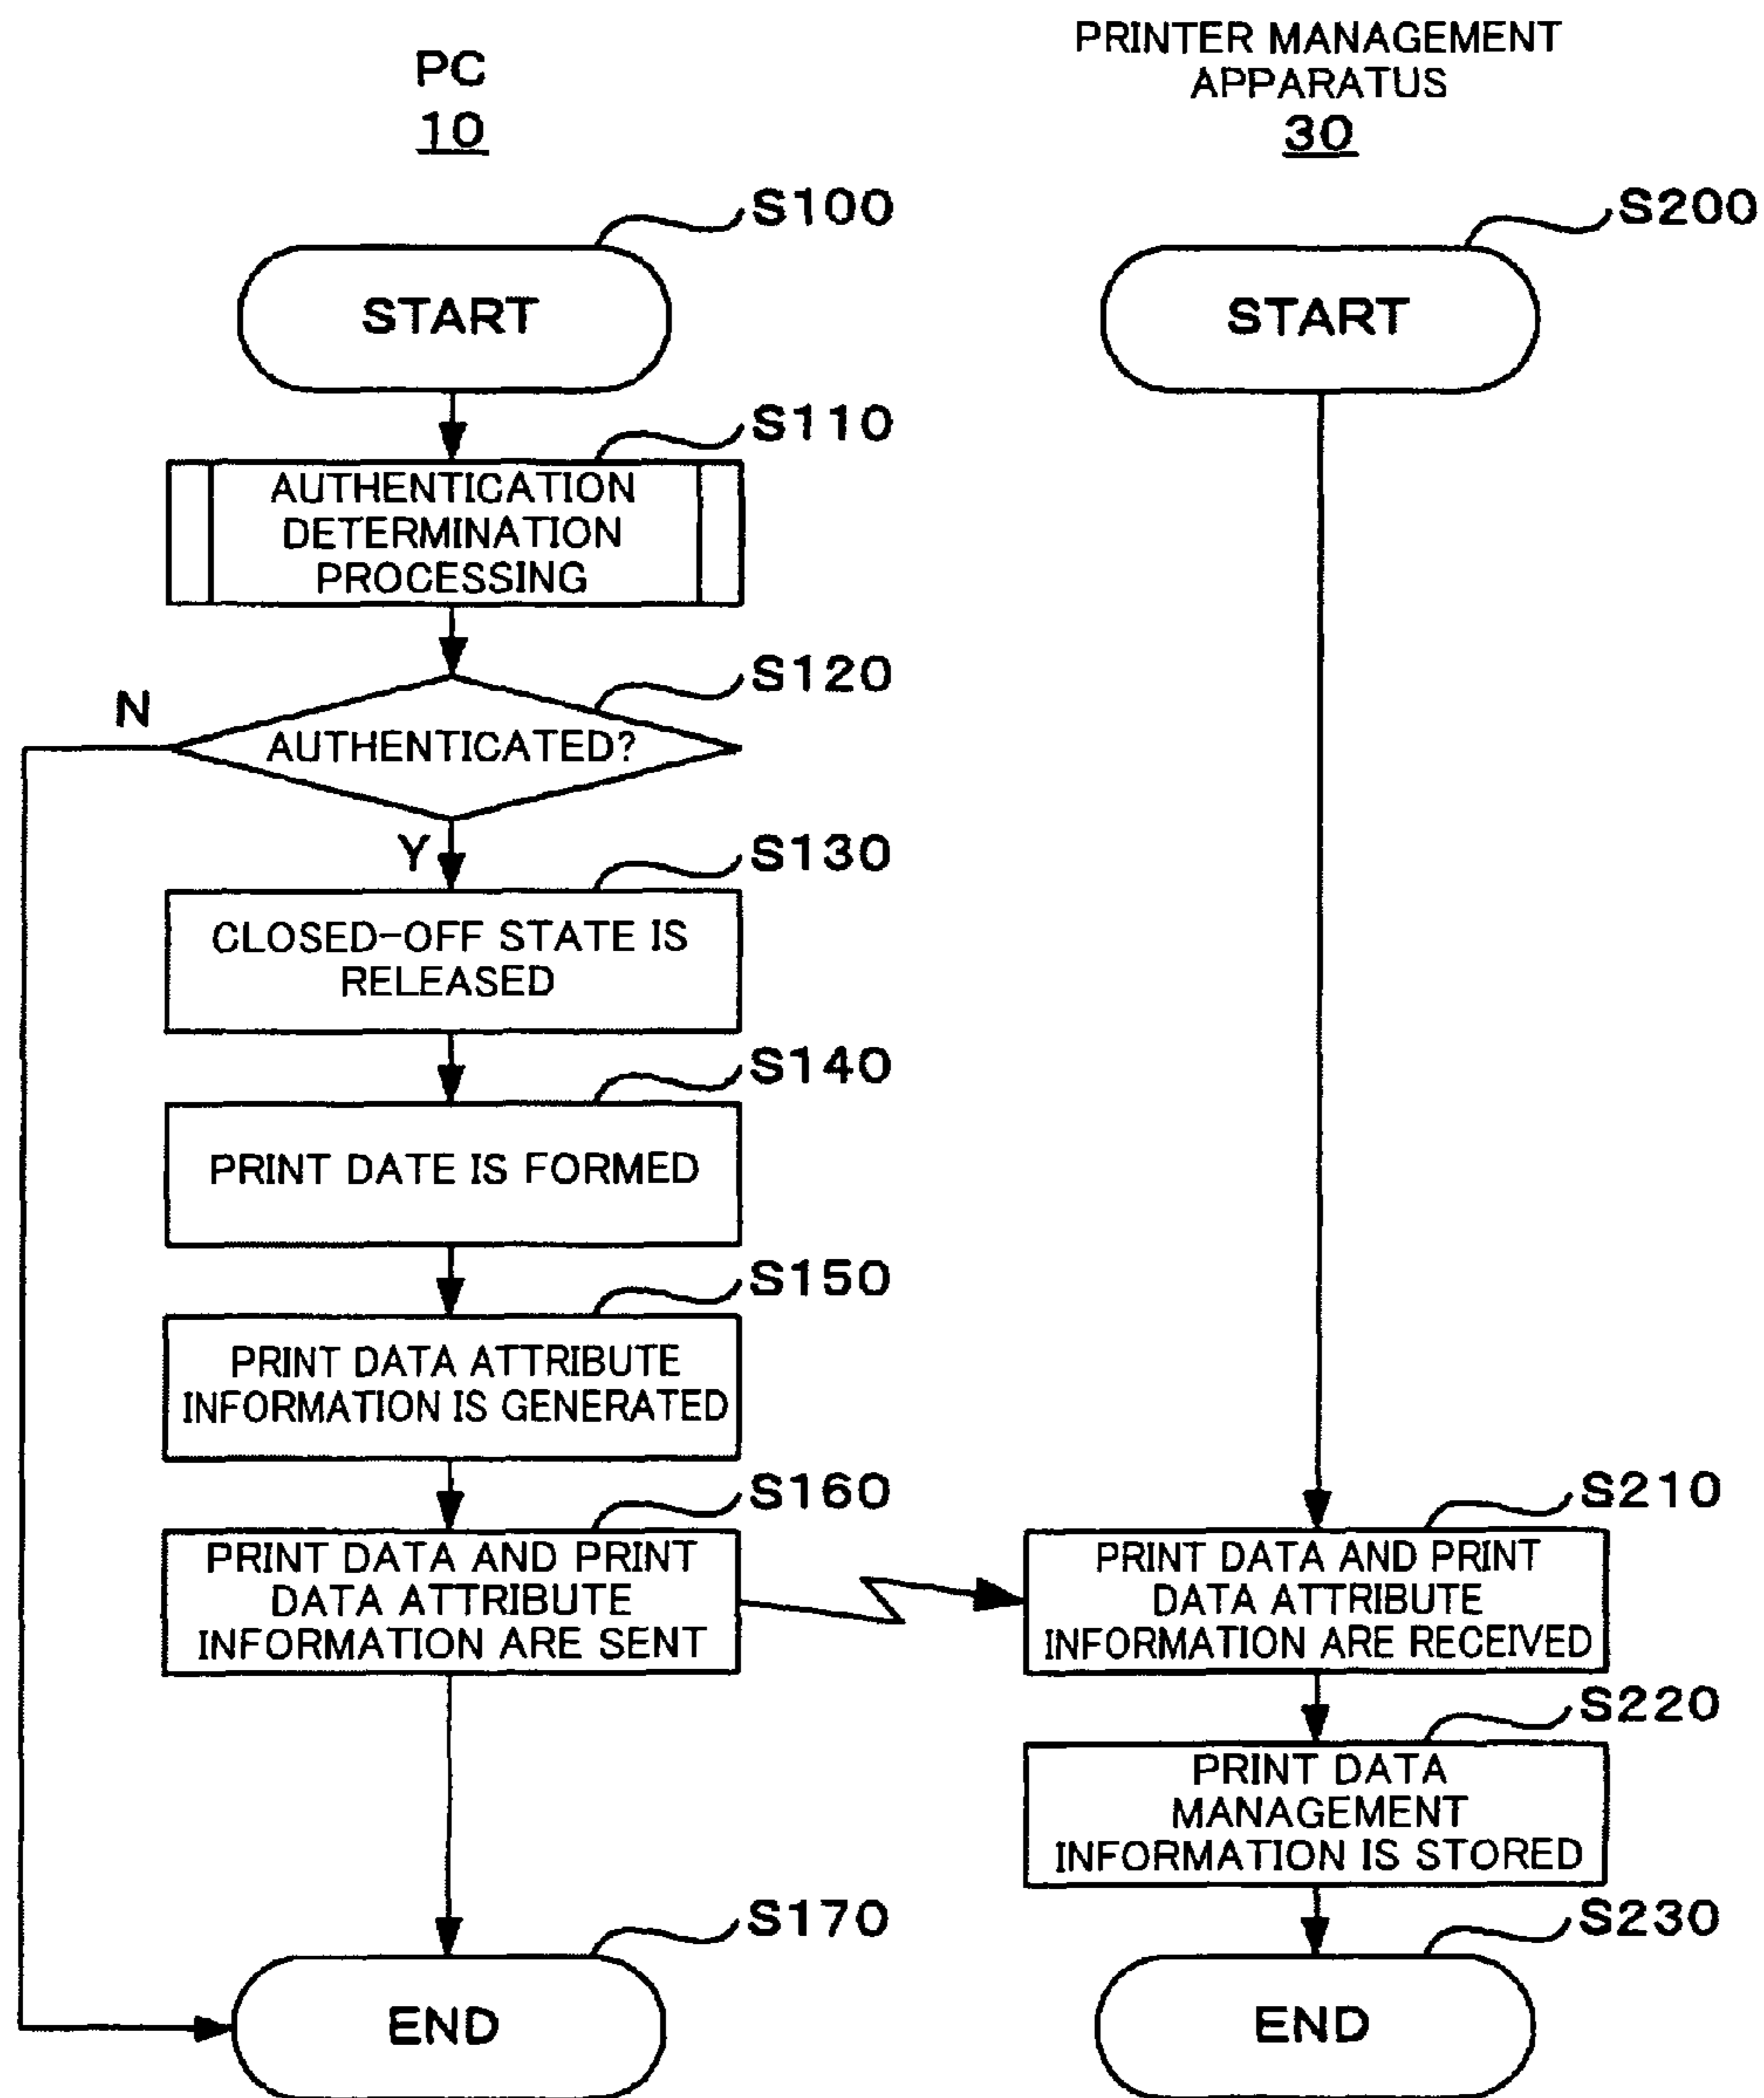 PC
10
S100
START
S110
AUTHENTICATION
DETERMINATION
PROCESSING
S120
N
AUTHENTICATED?
Y
S130
CLOSED-OFF STATE IS
RELEASED
S140
PRINT DATE IS FORMED
S150
PRINT DATA ATTRIBUTE
INFORMATION IS GENERATED
S160
PRINT DATA AND PRINT
DATA ATTRIBUTE
INFORMATION ARE SENT
S170
END
PRINTER MANAGEMENT
APPARATUS
30
S200
START
S210
PRINT DATA AND PRINT
DATA ATTRIBUTE
INFORMATION ARE RECEIVED
S220
PRINT DATA
MANAGEMENT
INFORMATION IS STORED
S230
END